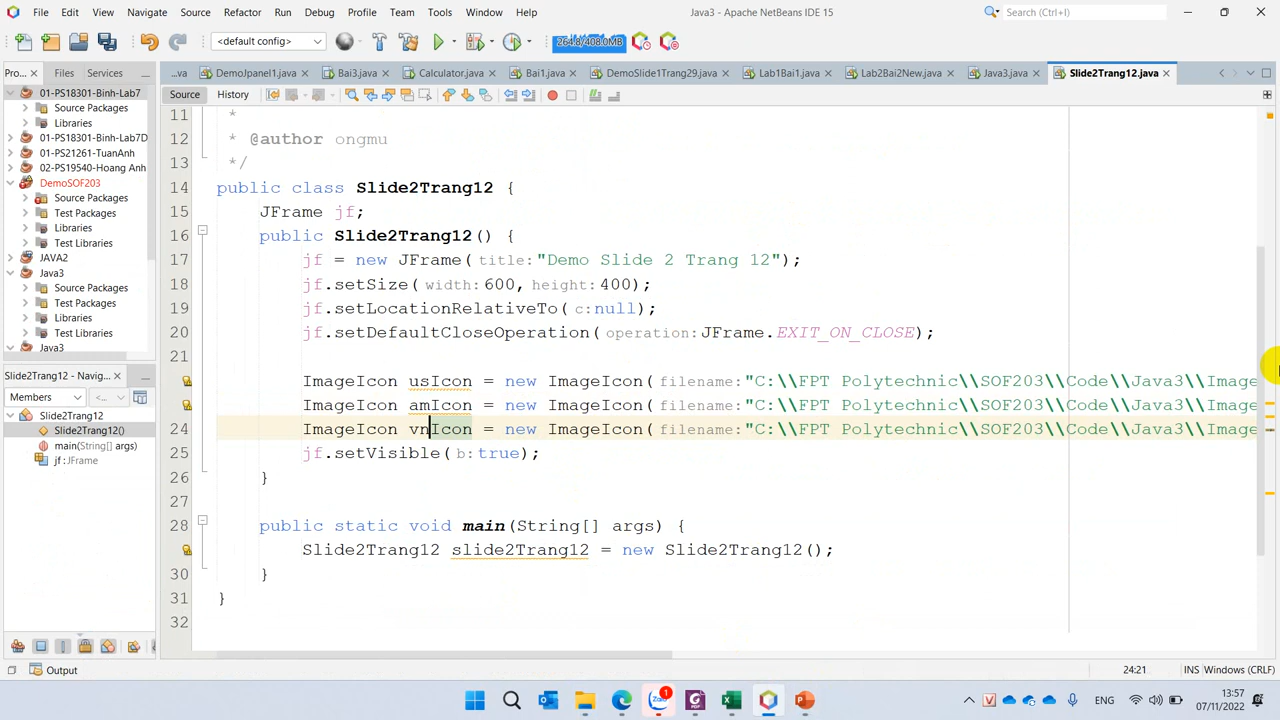 File Edit View Navigate Source Refactor Run Debug Profile Team Tools Window Help
Java3 - Apache NetBeans IDE 15
Search (Ctrl+I)
<default config>
264.8/408.0MB
Pro... Files Services
...va DemoJpanel1.java Bai.java Calculator.java Bai1.java DemoSlide1Trang29.java Lab1Bai1.java Lab2Bai2New.java Java3.java Slide2Trang12.java
Source History
01-PS18301-Binh-Lab7
Source Packages
Libraries
01-PS18301-Binh-Lab7D
01-PS21261-TuanAnh
02-PS19540-Hoang Anh
DemoSOF203
Source Packages
Test Packages
Libraries
Test Libraries
JAVA2
Java3
Source Packages
Test Packages
Libraries
Test Libraries
Java3
Slide2Trang12 - Navig...
Members <...>
Slide2Trang12
Slide2Trang12()
main(String[] args)
jf : JFrame
11 *
12 * @author ongmu
13 */
14 public class Slide2Trang12 {
15 JFrame jf;
16 public Slide2Trang12() {
17 jf = new JFrame(title:"Demo Slide 2 Trang 12");
18 jf.setSize(width:600, height:400);
19 jf.setLocationRelativeTo(c:null);
20 jf.setDefaultCloseOperation(operation:JFrame.EXIT_ON_CLOSE);
21
ImageIcon usIcon = new ImageIcon(filename:"C:\\FPT Polytechnic\\SOF203\\Code\\Java3\\Image
ImageIcon amIcon = new ImageIcon(filename:"C:\\FPT Polytechnic\\SOF203\\Code\\Java3\\Image
24 ImageIcon vnIcon = new ImageIcon(filename:"C:\\FPT Polytechnic\\SOF203\\Code\\Java3\\Image
25 jf.setVisible(b:true);
26 }
27
28 public static void main(String[] args) {
Slide2Trang12 slide2Trang12 = new Slide2Trang12();
30 }
31 }
32
Output
24:21 INS Windows (CRLF)
Zalo 1
ENG
13:57
07/11/2022